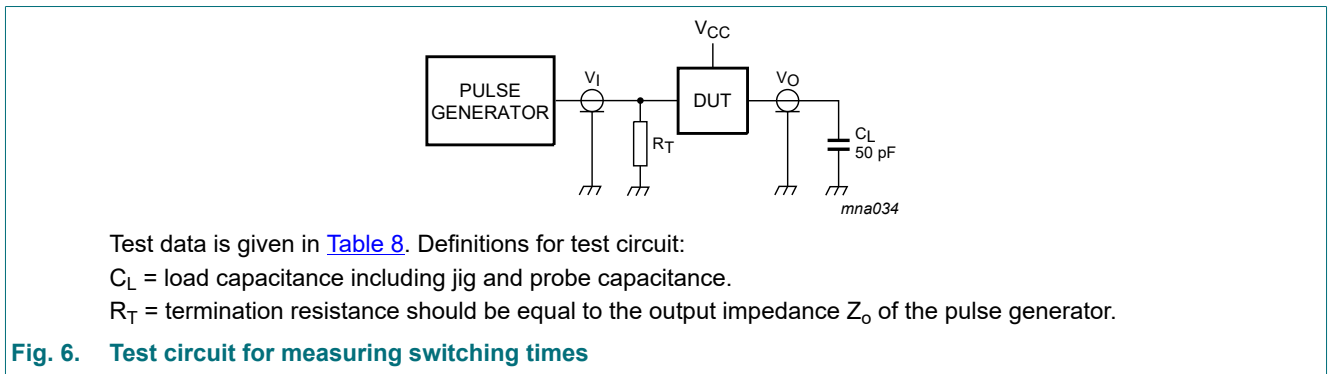 VCC
PULSE
GENERATOR
VI
DUT
VO
RT
CL
50 pF
mna034
Test data is given in Table 8. Definitions for test circuit:
CL = load capacitance including jig and probe capacitance.
RT = termination resistance should be equal to the output impedance Zo of the pulse generator.
Fig. 6. Test circuit for measuring switching times